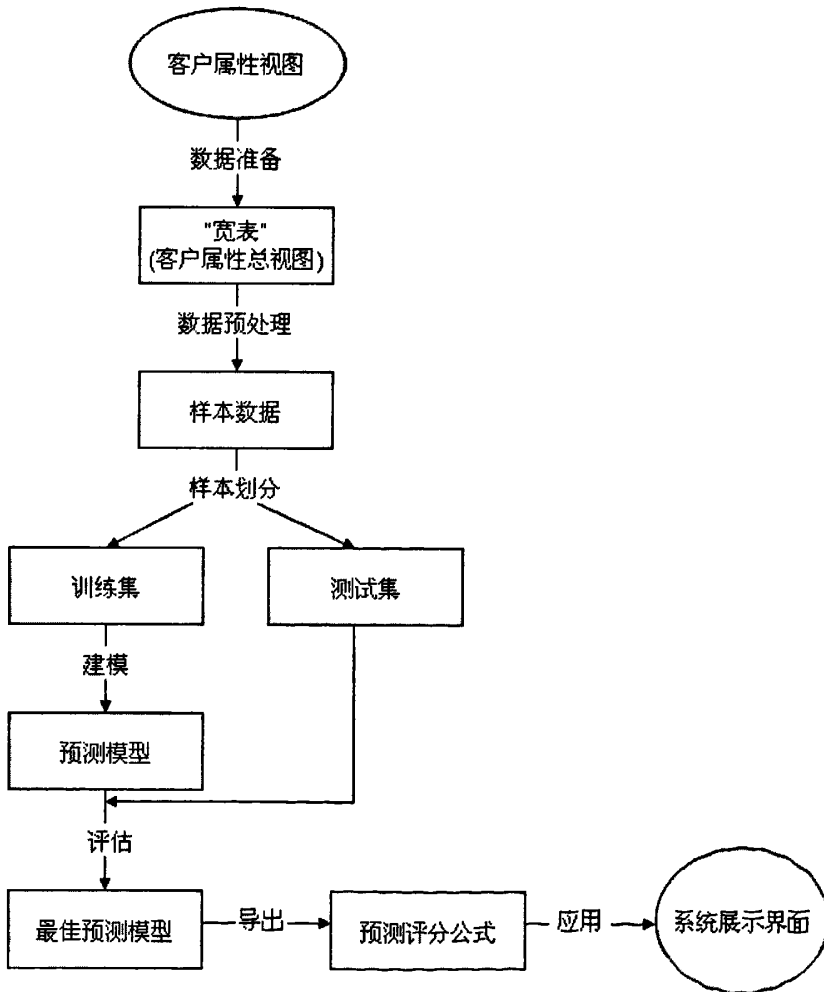 客户属性视图
数据准备
"宽表"
(客户属性总视图)
数据预处理
样本数据
样本划分
训练集
测试集
建模
预测模型
评估
最佳预测模型
导出
预测评分公式
应用
系统展示界面